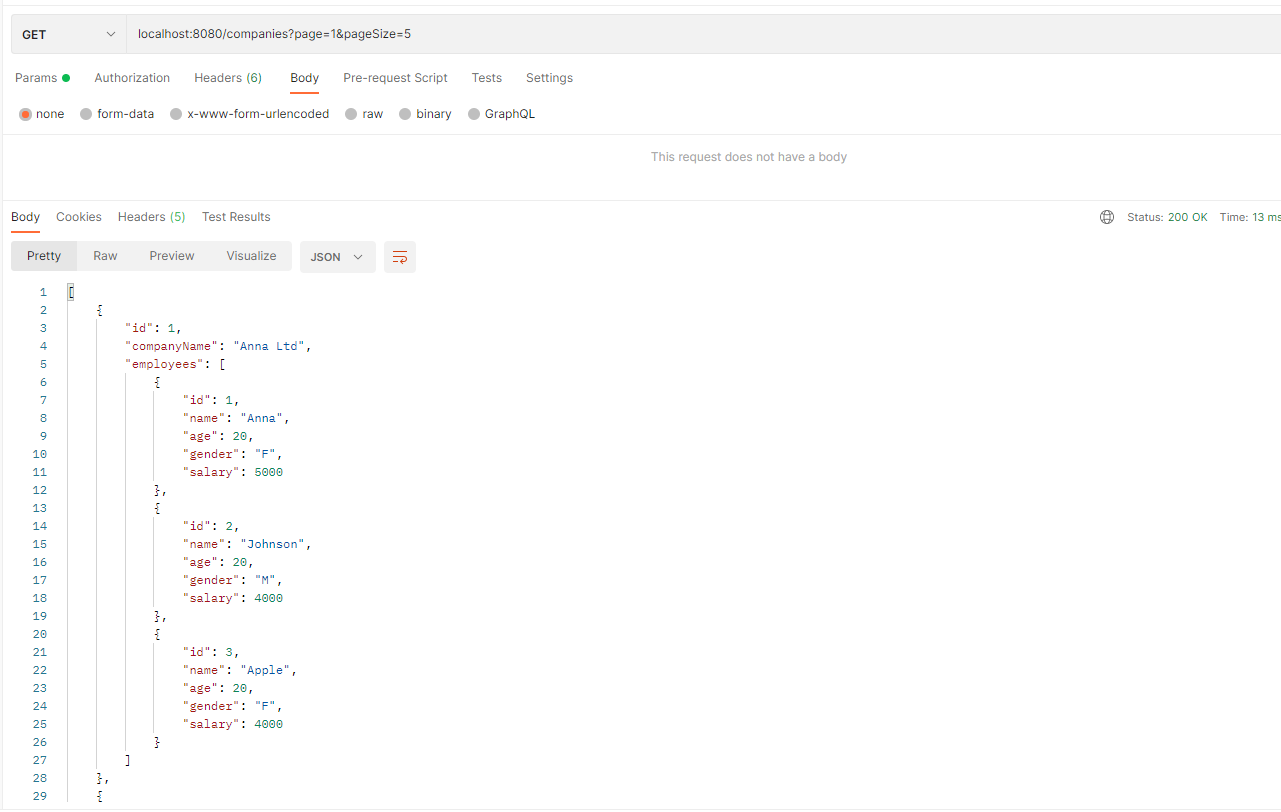 GET localhost:8080/companies?page=1&pageSize=5
Params Authorization Headers (6) Body Pre-request Script Tests Settings
none form-data x-www-form-urlencoded raw binary GraphQL
This request does not have a body
Body Cookies Headers (5) Test Results Status: 200 OK Time: 13 ms
Pretty Raw Preview Visualize JSON
1 [
2 {
3 "id": 1,
4 "companyName": "Anna Ltd",
5 "employees": [
6 {
7 "id": 1,
8 "name": "Anna",
9 "age": 20,
10 "gender": "F",
11 "salary": 5000
12 },
13 {
14 "id": 2,
15 "name": "Johnson",
16 "age": 20,
17 "gender": "M",
18 "salary": 4000
19 },
20 {
21 "id": 3,
22 "name": "Apple",
23 "age": 20,
24 "gender": "F",
25 "salary": 4000
26 }
27 ]
28 },
29 {